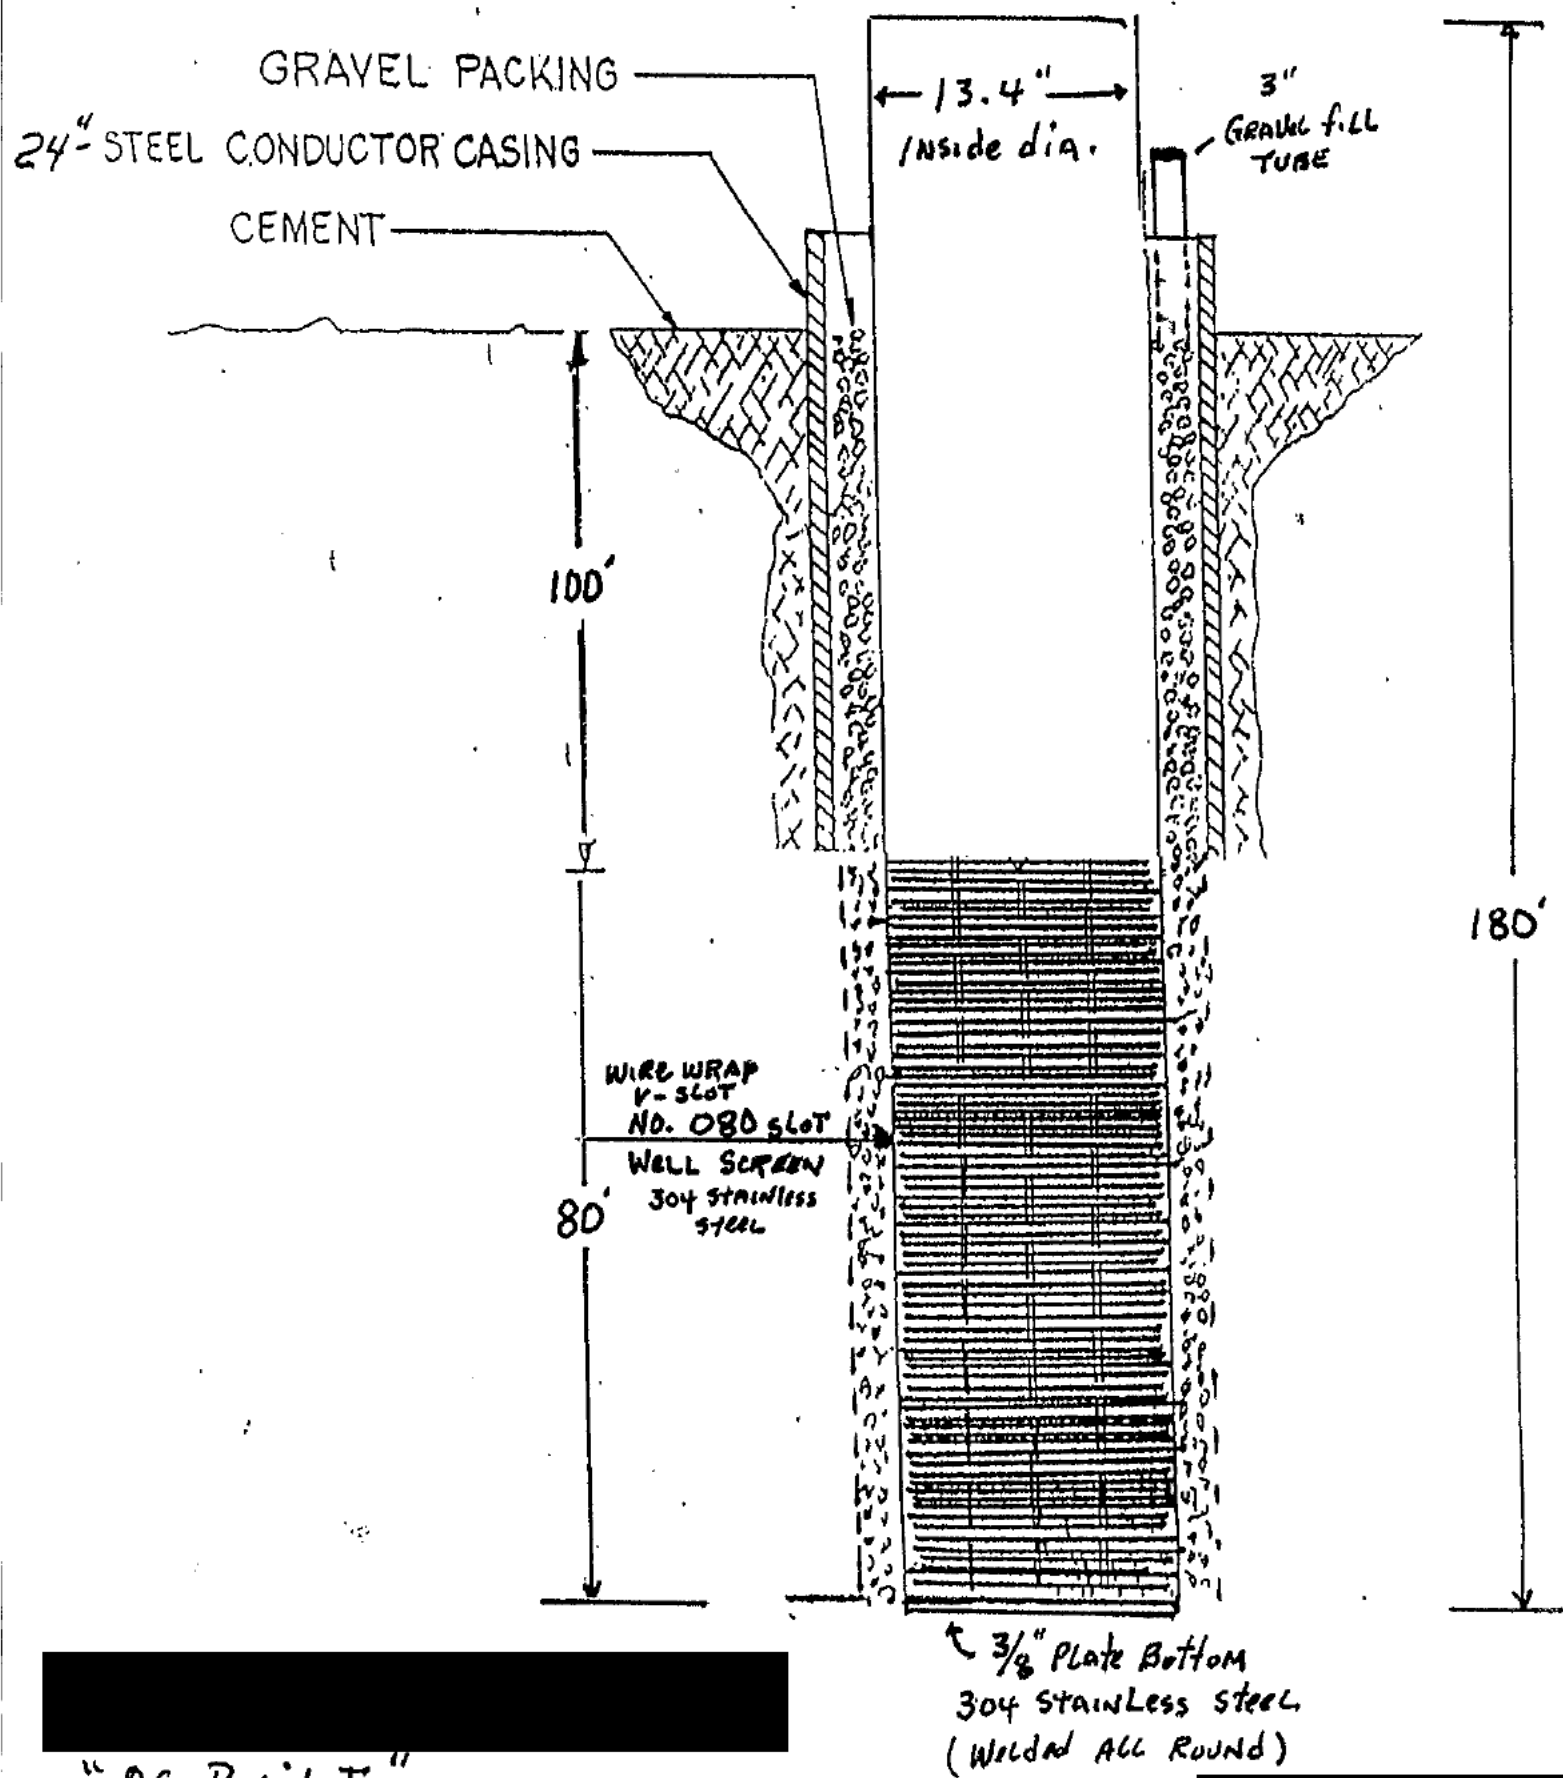 GRAVEL PACKING
24" STEEL CONDUCTOR CASING
CEMENT
13.4"
INSide dia.
3"
GRAVEL fiLL
TUBE
100'
180'
WIRE WRAP
V-SLOT
NO. 080 SLOT
WELL SCREEN
304 STAINless
STEEL
80'
3/8" PLate BottoM
304 STAINLess steeL
(Welded ALL Round)